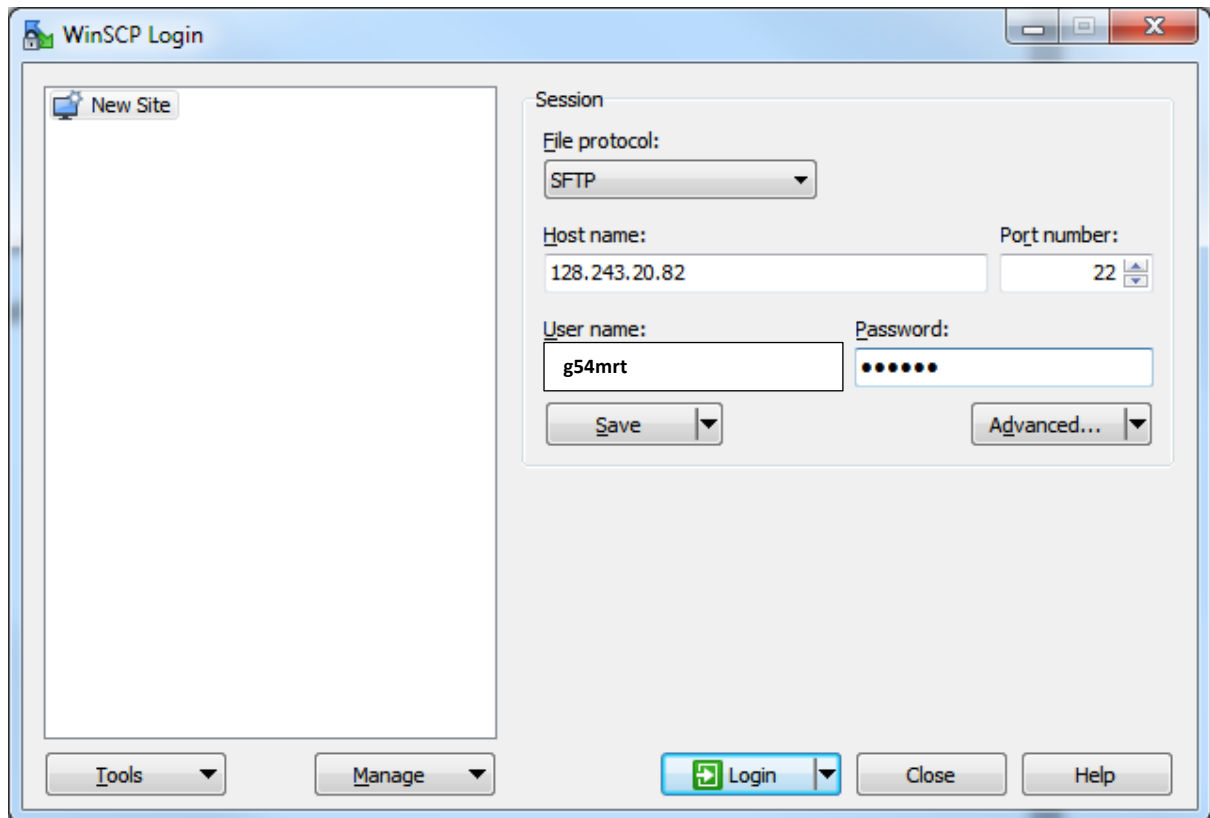 WinSCP Login
New Site
Session
File protocol:
SFTP
Host name: Port number:
128.243.20.82 22
User name: Password:
g54mrt ••••••
Save Advanced...
Tools Manage Login Close Help